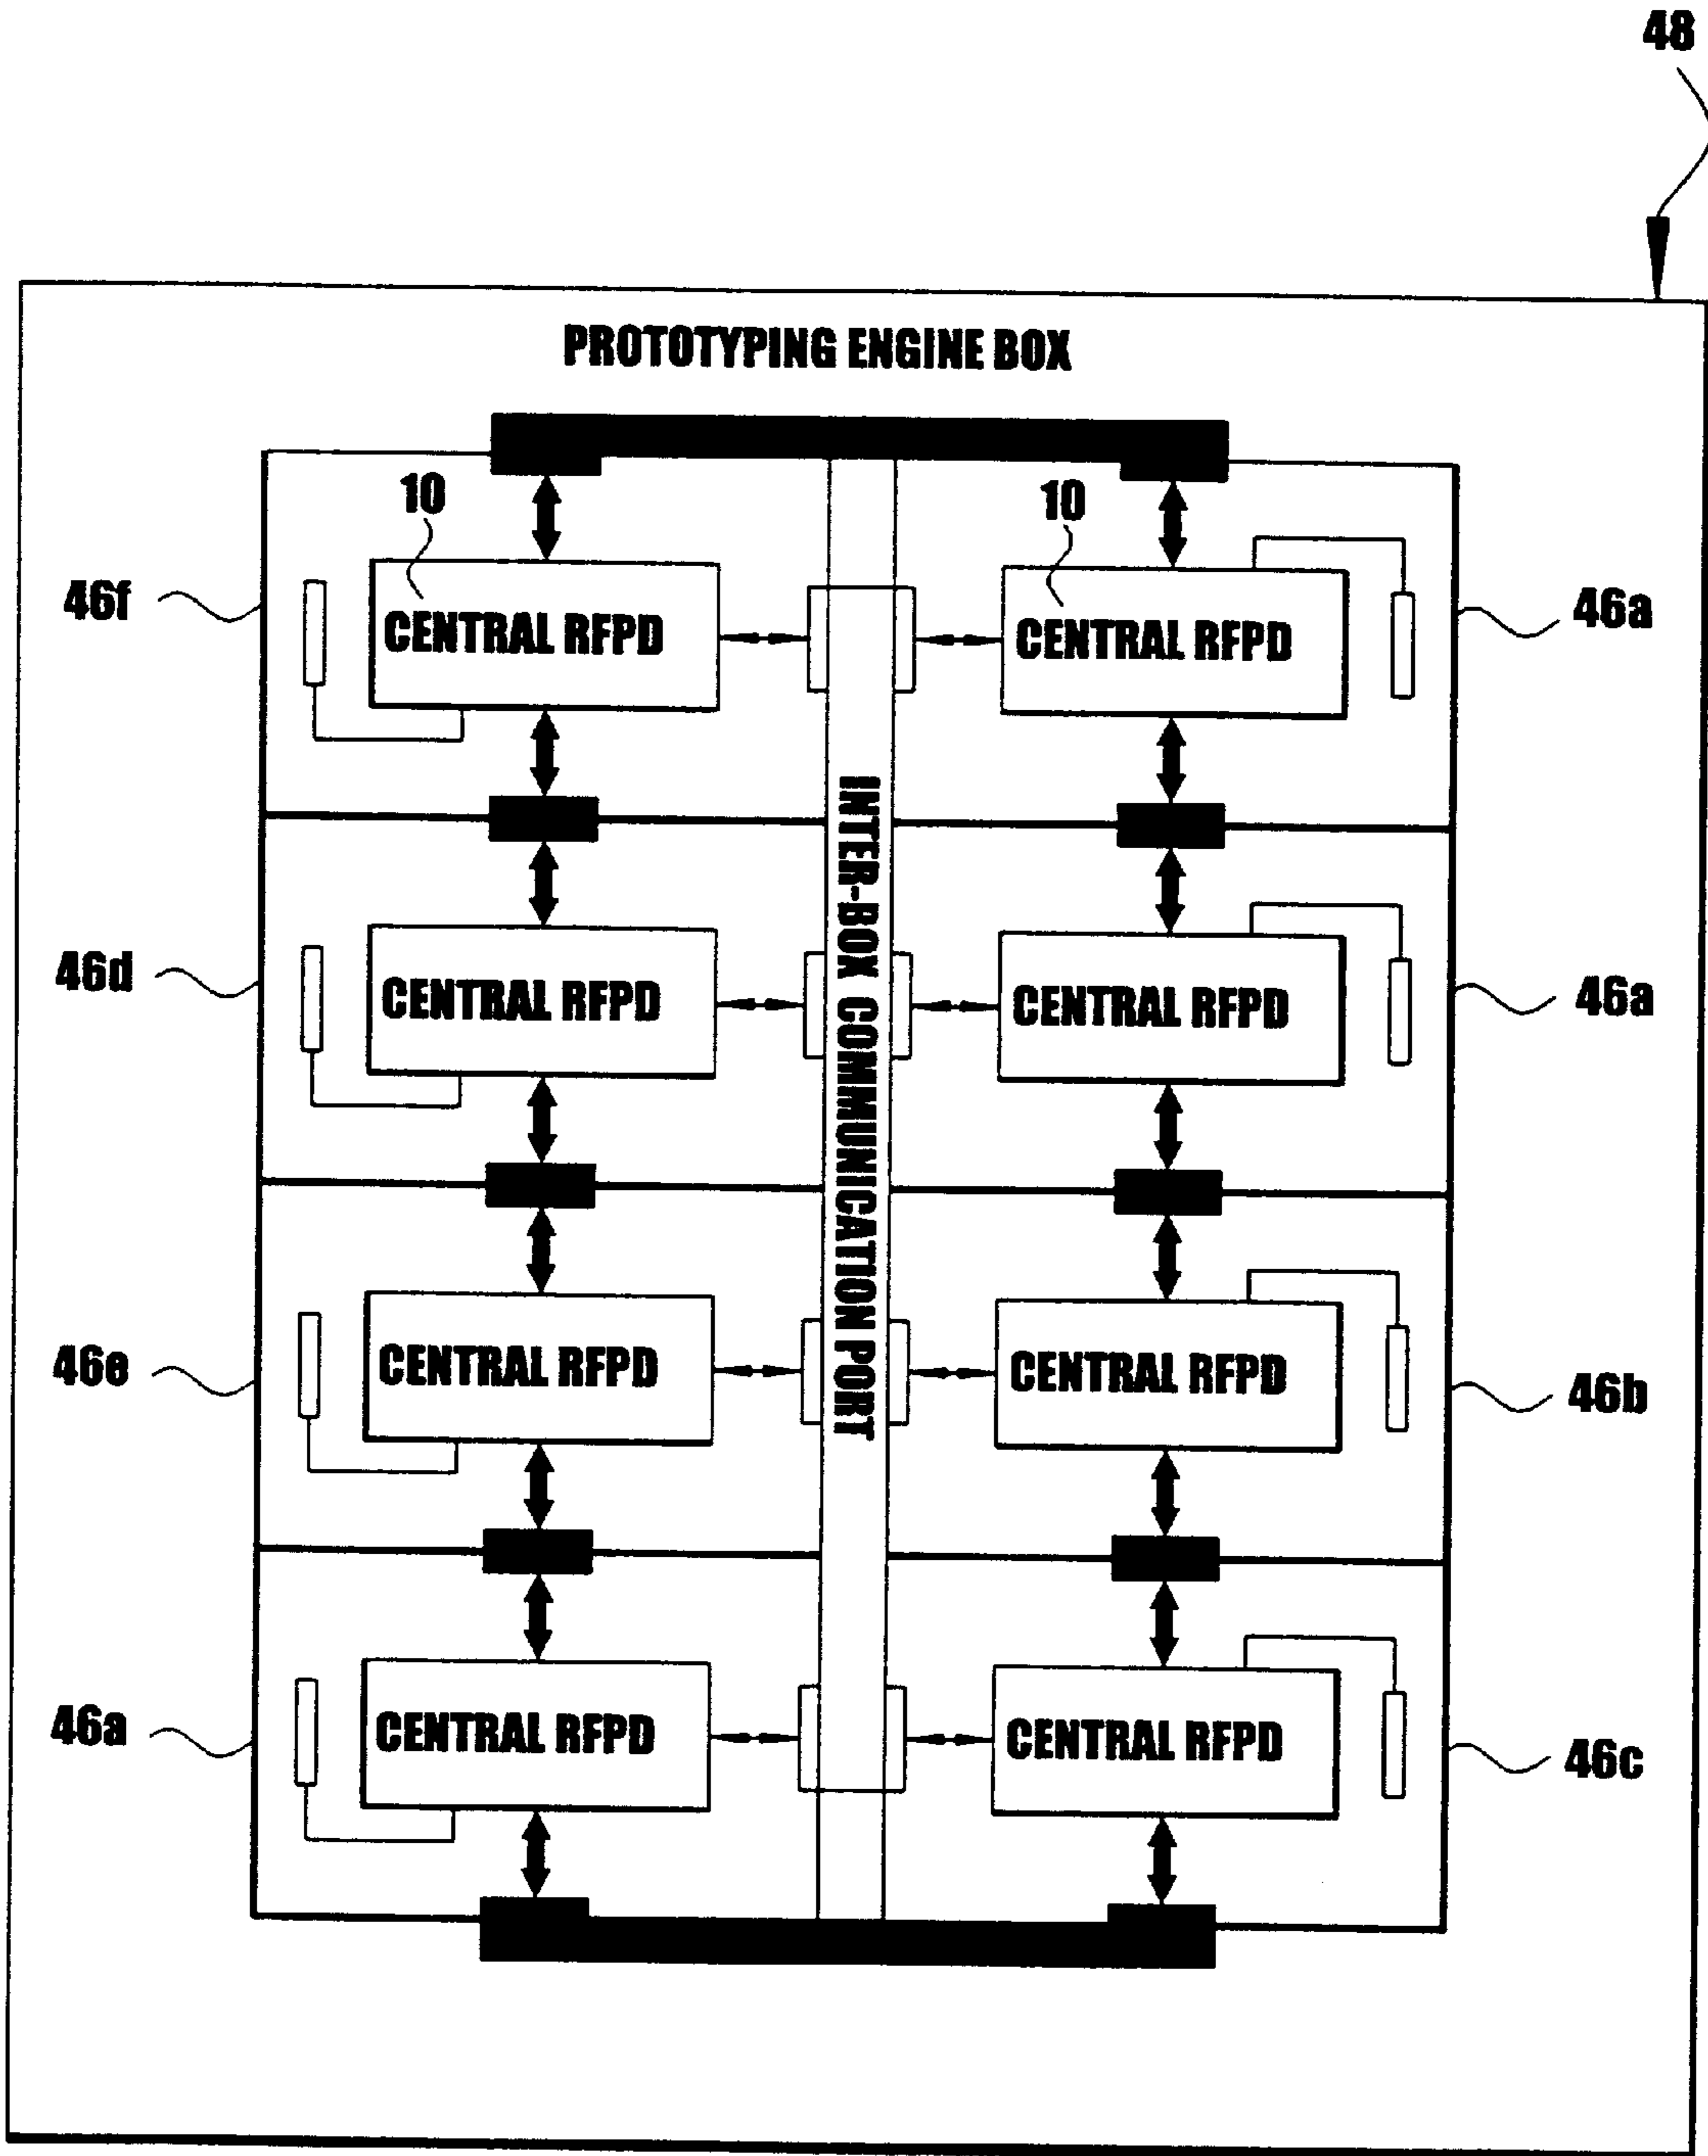 48
PROTOTYPING ENGINE BOX
10
10
46f
CENTRAL RFPD
CENTRAL RFPD
46a
INTER-BOX COMMUNICATION PORT
46d
CENTRAL RFPD
CENTRAL RFPD
46a
46e
CENTRAL RFPD
CENTRAL RFPD
46b
46a
CENTRAL RFPD
CENTRAL RFPD
46c